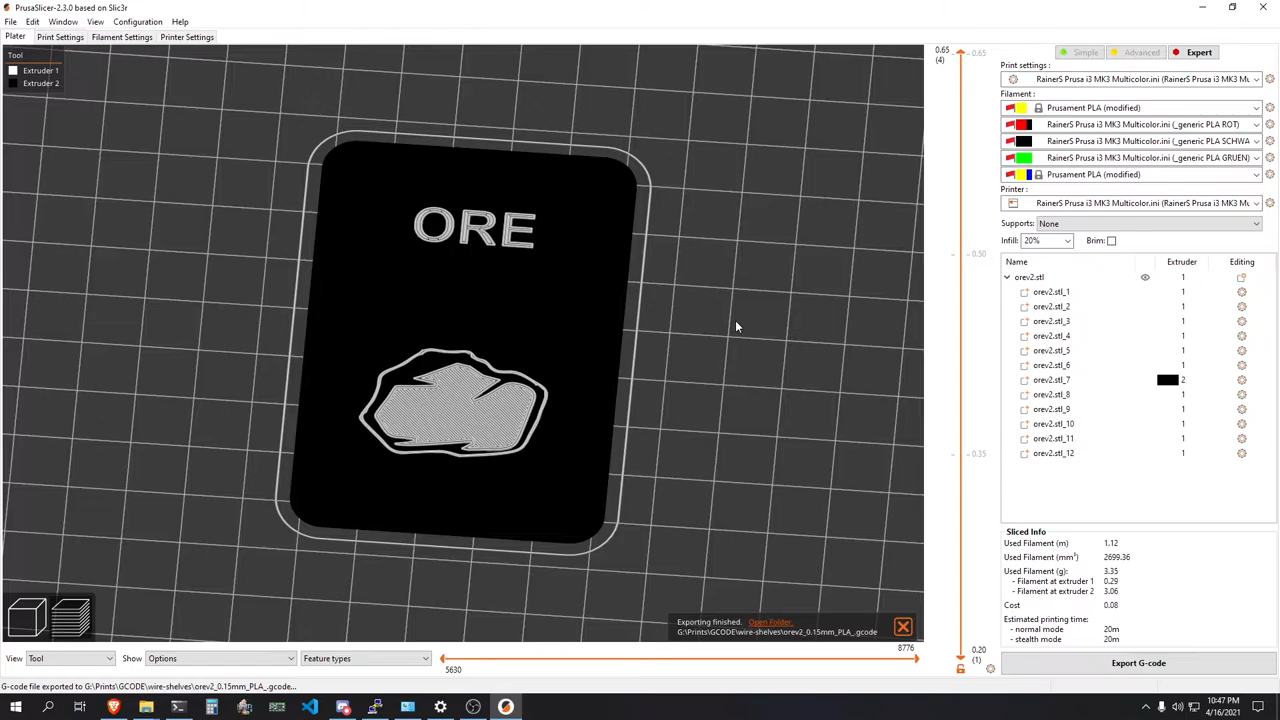 PrusaSlicer-2.3.0 based on Slic3r
File Edit Window View Configuration Help
Plater Print Settings Filament Settings Printer Settings
Tool
Extruder 1
Extruder 2
ORE
0.65
(4)
0.65
0.50
0.35
0.20
(1)
Simple Advanced Expert
Print settings :
RainerS Prusa i3 MK3 Multicolor.ini (RainerS Prusa i3 MK3 Mu
Filament :
Prusament PLA (modified)
RainerS Prusa i3 MK3 Multicolor.ini (_generic PLA ROT)
RainerS Prusa i3 MK3 Multicolor.ini (_generic PLA SCHWA
RainerS Prusa i3 MK3 Multicolor.ini (_generic PLA GRUEN)
Prusament PLA (modified)
Printer :
RainerS Prusa i3 MK3 Multicolor.ini (RainerS Prusa i3 MK3 Mu
Supports: None
Infill: 20% Brim:
Name Extruder Editing
orev2.stl 1
orev2.stl_1 1
orev2.stl_2 1
orev2.stl_3 1
orev2.stl_4 1
orev2.stl_5 1
orev2.stl_6 1
orev2.stl_7 2
orev2.stl_8 1
orev2.stl_9 1
orev2.stl_10 1
orev2.stl_11 1
orev2.stl_12 1
Sliced Info
Used Filament (m) 1.12
Used Filament (mm³) 2699.36
Used Filament (g): 3.35
- Filament at extruder 1 0.29
- Filament at extruder 2 3.06
Cost 0.08
Estimated printing time:
- normal mode 20m
- stealth mode 20m
Export G-code
Exporting finished. Open Folder.
G:\Prints\GCODE\wire-shelves\orev2_0.15mm_PLA_.gcode
View Tool Show Options Feature types
8776
5630
G-code file exported to G:\Prints\GCODE\wire-shelves\orev2_0.15mm_PLA_.gcode...
10:47 PM
4/16/2021